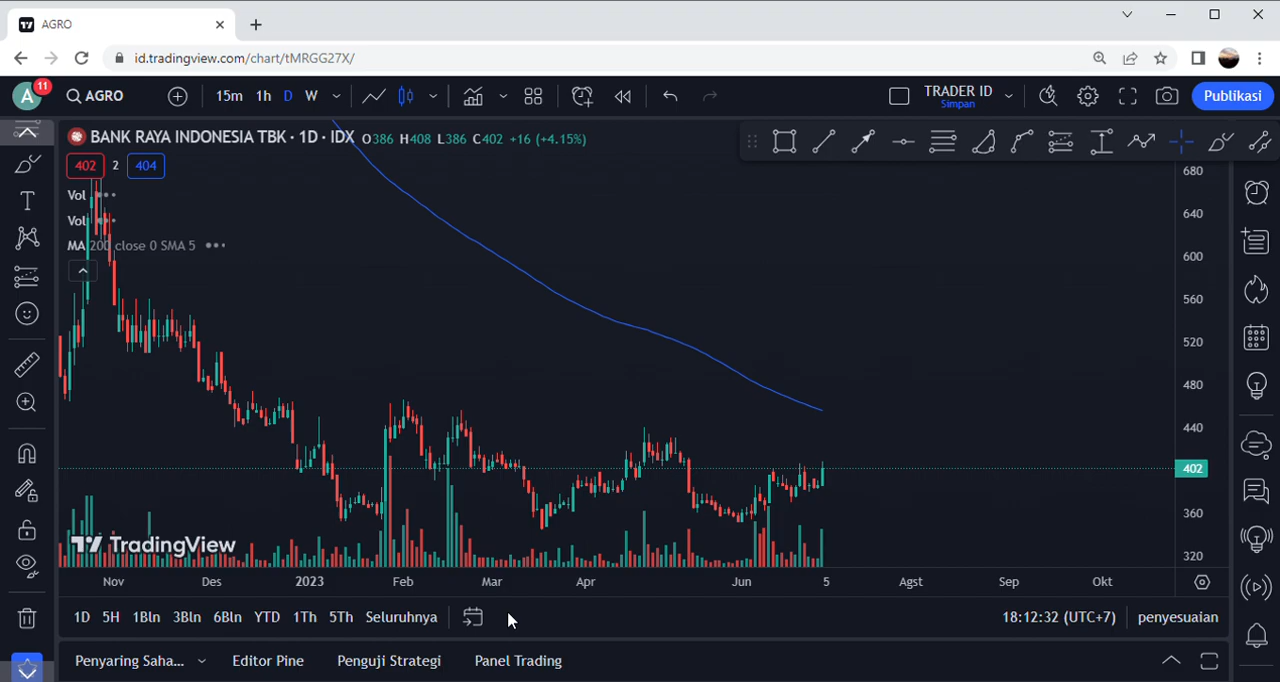 AGRO
id.tradingview.com/chart/tMRGG27X/
A 11 AGRO 15m 1h D W TRADER ID Simpan Publikasi
BANK RAYA INDONESIA TBK · 1D · IDX O386 H408 L386 C402 +16 (+4.15%)
402 2 404
Vol
Vol
MA 200 close 0 SMA 5
680
640
600
560
520
480
440
402
360
320
TradingView
Nov Des 2023 Feb Mar Apr Jun 5 Agst Sep Okt
1D 5H 1Bln 3Bln 6Bln YTD 1Th 5Th Seluruhnya 18:12:32 (UTC+7) penyesuaian
Penyaring Saha... Editor Pine Penguji Strategi Panel Trading